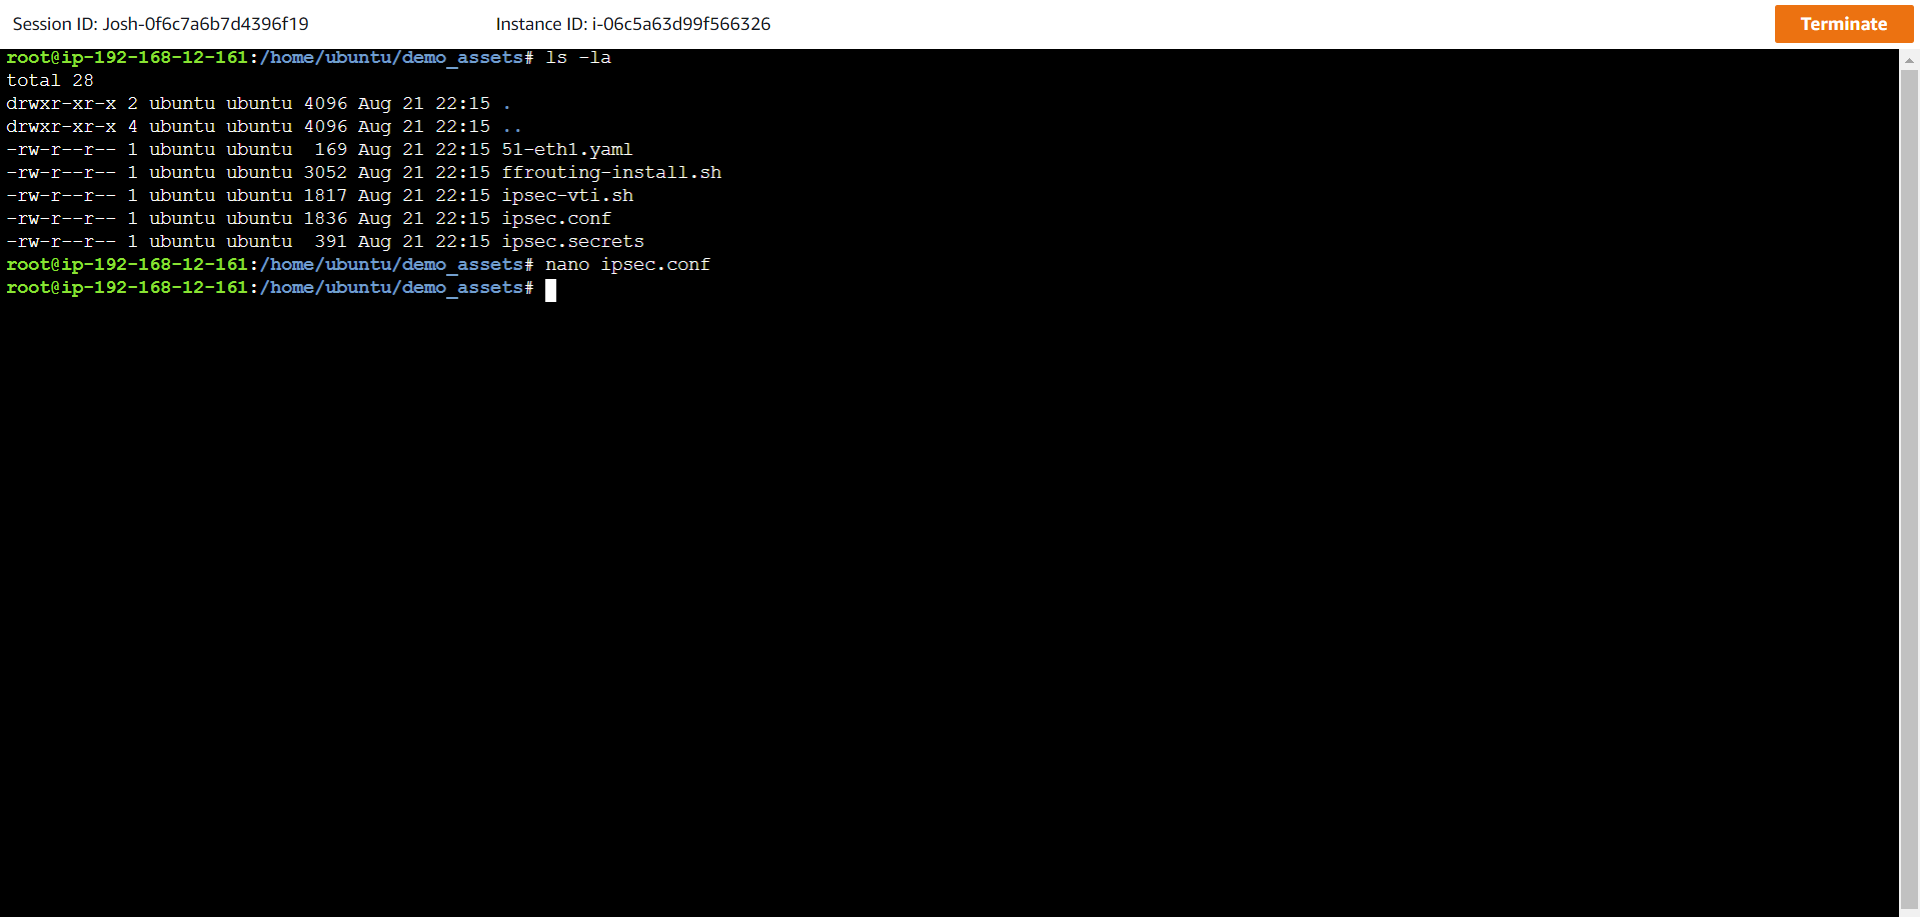 Session ID: Josh-0f6c7a6b7d4396f19 Instance ID: i-06c5a63d99f566326 Terminate
root@ip-192-168-12-161:/home/ubuntu/demo_assets# ls -la
total 28
drwxr-xr-x 2 ubuntu ubuntu 4096 Aug 21 22:15 .
drwxr-xr-x 4 ubuntu ubuntu 4096 Aug 21 22:15 ..
-rw-r--r-- 1 ubuntu ubuntu  169 Aug 21 22:15 51-eth1.yaml
-rw-r--r-- 1 ubuntu ubuntu 3052 Aug 21 22:15 ffrouting-install.sh
-rw-r--r-- 1 ubuntu ubuntu 1817 Aug 21 22:15 ipsec-vti.sh
-rw-r--r-- 1 ubuntu ubuntu 1836 Aug 21 22:15 ipsec.conf
-rw-r--r-- 1 ubuntu ubuntu  391 Aug 21 22:15 ipsec.secrets
root@ip-192-168-12-161:/home/ubuntu/demo_assets# nano ipsec.conf
root@ip-192-168-12-161:/home/ubuntu/demo_assets#